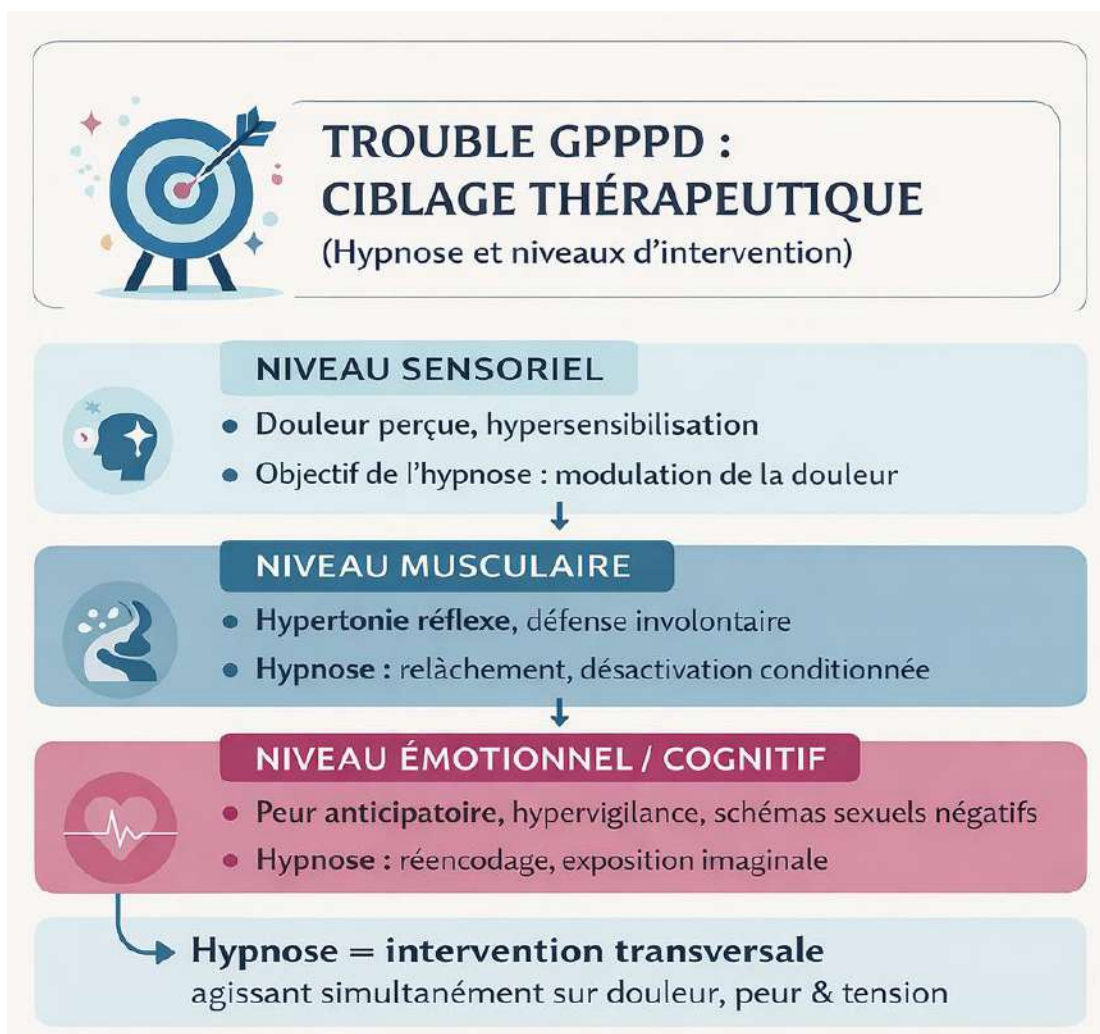 TROUBLE GPPPD :
CIBLAGE THÉRAPEUTIQUE
(Hypnose et niveaux d’intervention)
NIVEAU SENSORIEL
• Douleur perçue, hypersensibilisation
• Objectif de l’hypnose : modulation de la douleur
NIVEAU MUSCULAIRE
• Hypertonie réflexe, défense involontaire
• Hypnose : relàchement, désactivation conditionnée
NIVEAU ÉMOTIONNEL / COGNITIF
• Peur anticipatoire, hypervigilance, schémas sexuels négatifs
• Hypnose : réencodage, exposition imaginale
Hypnose = intervention transversale
agissant simultanément sur douleur, peur & tension